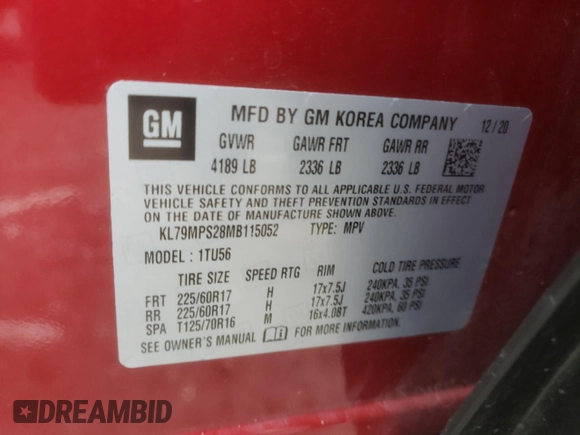 GM
MFD BY GM KOREA COMPANY 12/20
GVWR GAWR FRT GAWR RR
4189 LB 2336 LB 2336 LB
THIS VEHICLE CONFORMS TO ALL APPLICABLE U.S. FEDERAL MOTOR
VEHICLE SAFETY AND THEFT PREVENTION STANDARDS IN EFFECT ON THE DATE OF
MANUFACTURE SHOWN ABOVE.
KL79MPS28MB115052 TYPE: MPV
MODEL : 1TU56
TIRE SIZE SPEED RTG RIM COLD TIRE PRESSURE
FRT 225/60R17 H 17x7.5J 240KPA, 35 PSI
RR 225/60R17 H 17x7.5J 240KPA, 35 PSI
SPA T125/70R16 M 16x4.0BT 420KPA, 60 PSI
SEE OWNER'S MANUAL FOR MORE INFORMATION.
DREAMBID